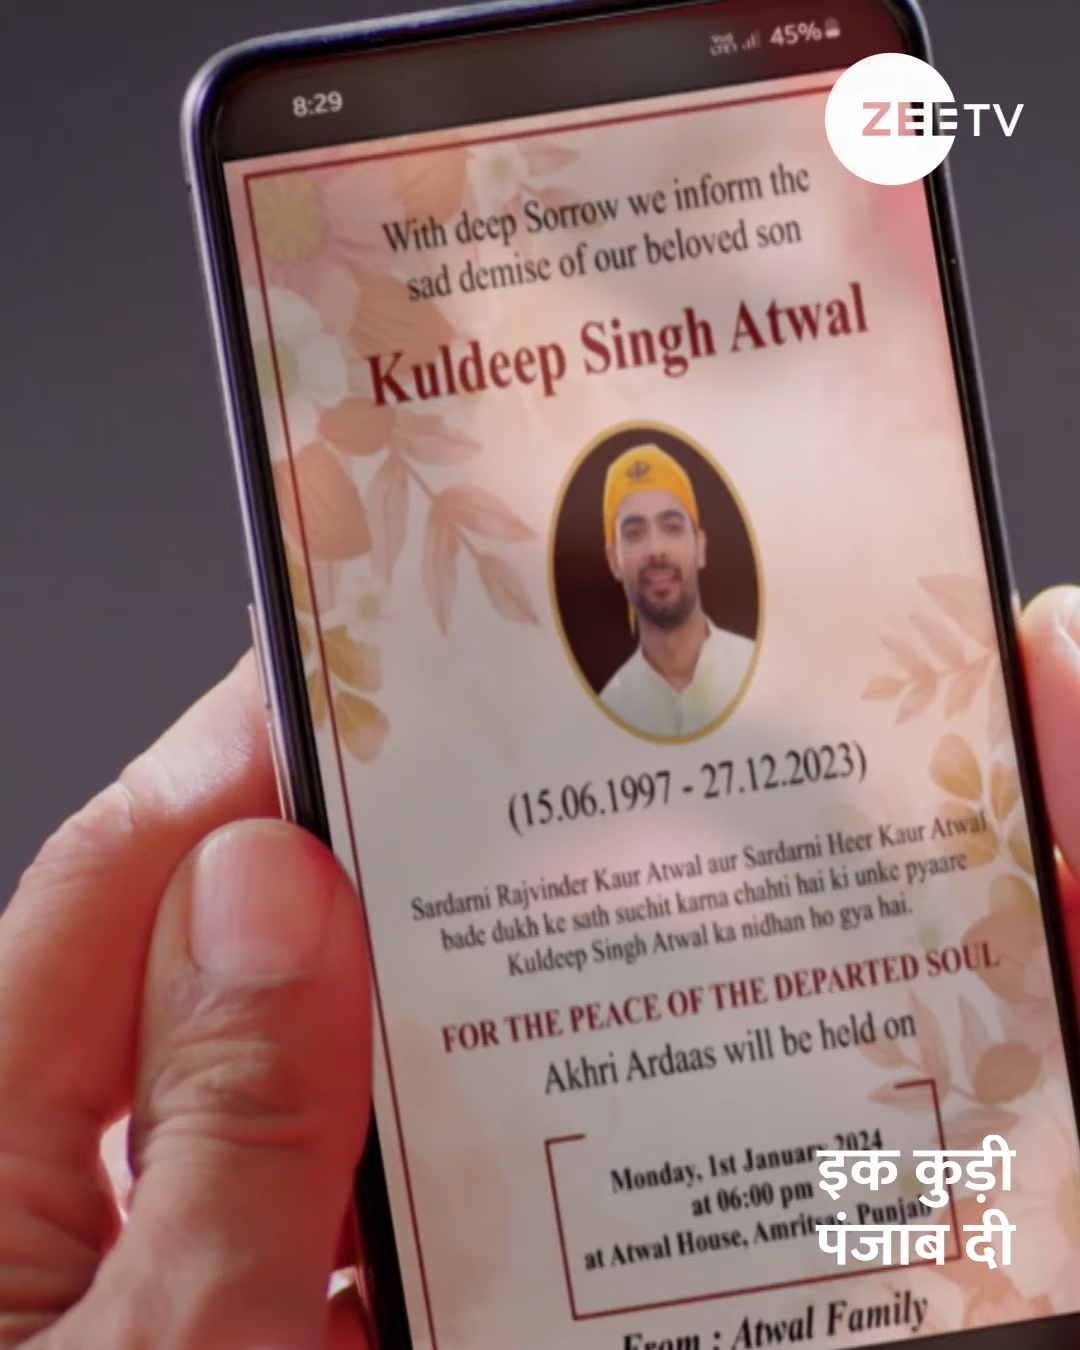 8:29
45%
ZEE TV
With deep Sorrow we inform the
sad demise of our beloved son
Kuldeep Singh Atwal
(15.06.1997 - 27.12.2023)
Sardarni Rajvinder Kaur Atwal aur Sardarni Heer Kaur Atwal
bade dukh ke sath suchit karna chahti hai ki unke pyaare
Kuldeep Singh Atwal ka nidhan ho gya hai.
FOR THE PEACE OF THE DEPARTED SOUL
Akhri Ardaas will be held on
Monday, 1st January 2024
at 06:00 pm
at Atwal House, Amritsar, Punjab
From : Atwal Family
इक कुड़ी
पंजाब दी